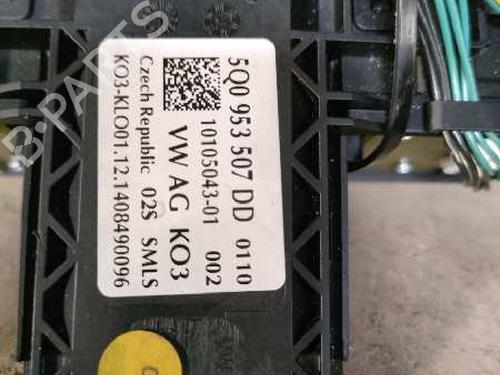 5Q0 953 507 DD 0110
10105043-01 002
VW AG KO3
Czech Republic 02S SMLS
KO3-KLO01.12.1408490096
B-PARTS